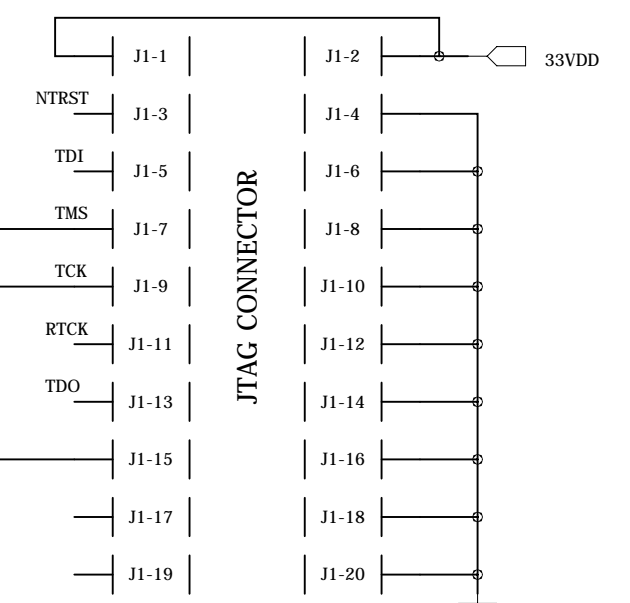 J1-1 J1-2 33VDD
NTRST J1-3 J1-4
TDI J1-5 J1-6
TMS J1-7 J1-8
TCK J1-9 J1-10
RTCK J1-11 J1-12
TDO J1-13 J1-14
J1-15 J1-16
J1-17 J1-18
J1-19 J1-20
JTAG CONNECTOR